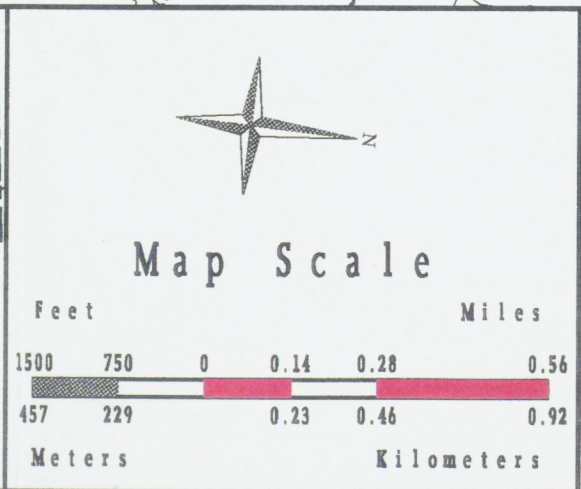 N
Map Scale
Feet Miles
1500 750 0 0.14 0.28 0.56
457 229 0.23 0.46 0.92
Meters Kilometers